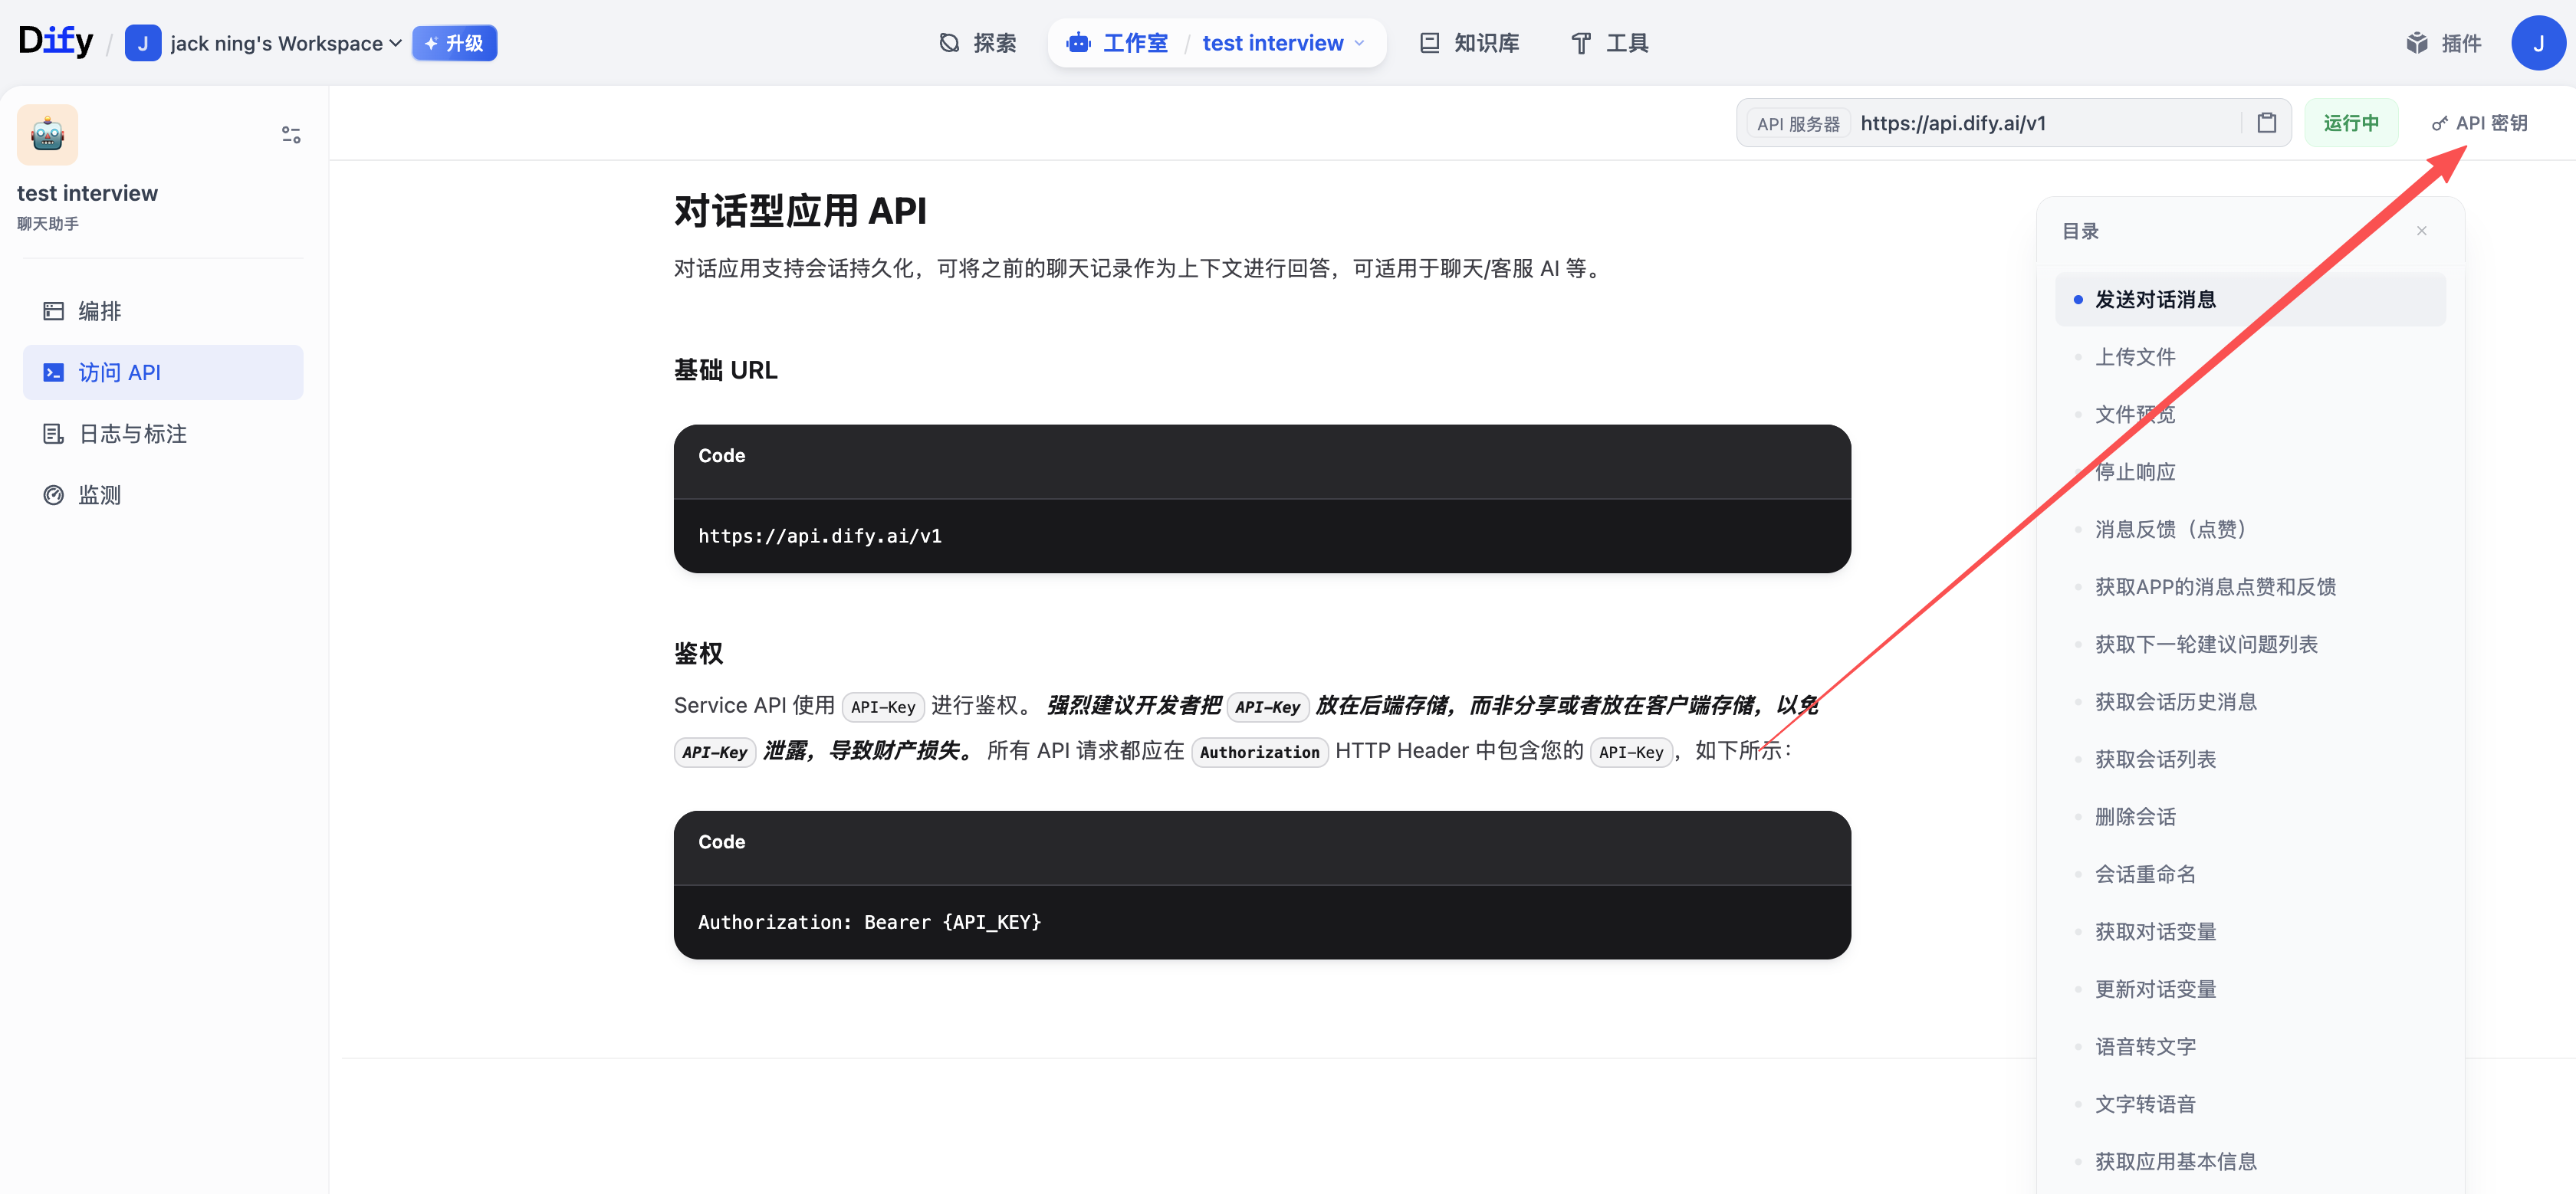 Dify / J jack ning's Workspace 升级
探索
工作室 / test interview
知识库
工具
插件
J
test interview
聊天助手
编排
访问 API
日志与标注
监测
API 服务器 https://api.dify.ai/v1
运行中
API 密钥
对话型应用 API
对话应用支持会话持久化，可将之前的聊天记录作为上下文进行回答，可适用于聊天/客服 AI 等。
基础 URL
Code
https://api.dify.ai/v1
鉴权
Service API 使用 API-Key 进行鉴权。 强烈建议开发者把 API-Key 放在后端存储，而非分享或者放在客户端存储，以免
API-Key 泄露，导致财产损失。 所有 API 请求都应在 Authorization HTTP Header 中包含您的 API-Key，如下所示：
Code
Authorization: Bearer {API_KEY}
目录
发送对话消息
上传文件
文件预览
停止响应
消息反馈（点赞）
获取APP的消息点赞和反馈
获取下一轮建议问题列表
获取会话历史消息
获取会话列表
删除会话
会话重命名
获取对话变量
更新对话变量
语音转文字
文字转语音
获取应用基本信息